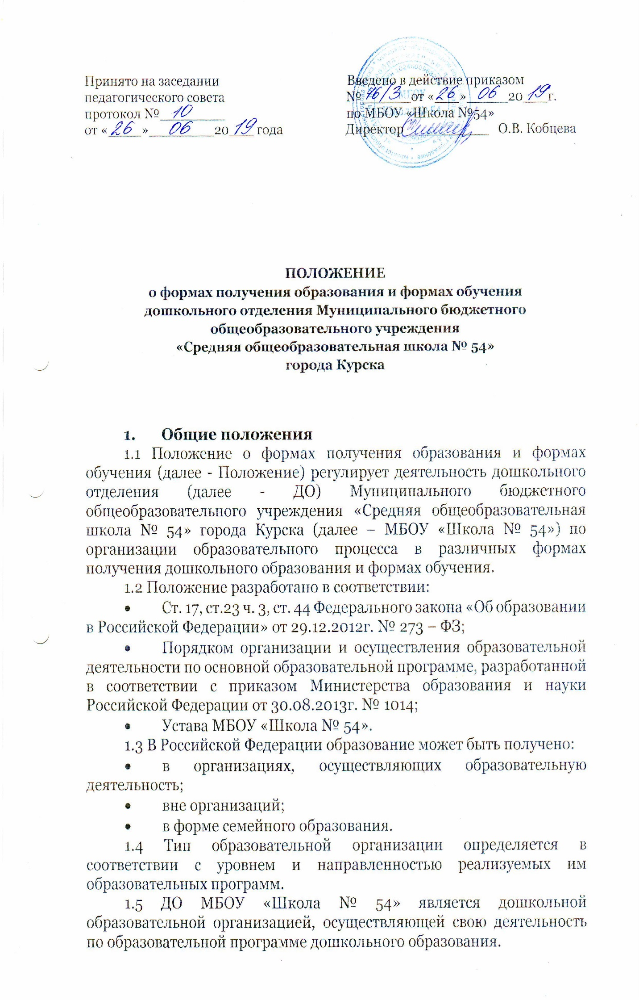 Принято на заседании
педагогического совета
протокол № 10
от « 26 » 06 2019 года
Введено в действие приказом
№ 46/3 от « 26 » 06 2019 г.
по МБОУ «Школа №54»
Директор О.В. Кобцева
ПОЛОЖЕНИЕ
о формах получения образования и формах обучения
дошкольного отделения Муниципального бюджетного
общеобразовательного учреждения
«Средняя общеобразовательная школа № 54»
города Курска
1. Общие положения
1.1 Положение о формах получения образования и формах
обучения (далее - Положение) регулирует деятельность дошкольного
отделения (далее - ДО) Муниципального бюджетного
общеобразовательного учреждения «Средняя общеобразовательная
школа № 54» города Курска (далее – МБОУ «Школа № 54») по
организации образовательного процесса в различных формах
получения дошкольного образования и формах обучения.
1.2 Положение разработано в соответствии:
• Ст. 17, ст.23 ч. 3, ст. 44 Федерального закона «Об образовании
в Российской Федерации» от 29.12.2012г. № 273 – ФЗ;
• Порядком организации и осуществления образовательной
деятельности по основной образовательной программе, разработанной
в соответствии с приказом Министерства образования и науки
Российской Федерации от 30.08.2013г. № 1014;
• Устава МБОУ «Школа № 54».
1.3 В Российской Федерации образование может быть получено:
• в организациях, осуществляющих образовательную
деятельность;
• вне организаций;
• в форме семейного образования.
1.4 Тип образовательной организации определяется в
соответствии с уровнем и направленностью реализуемых им
образовательных программ.
1.5 ДО МБОУ «Школа № 54» является дошкольной
образовательной организацией, осуществляющей свою деятельность
по образовательной программе дошкольного образования.